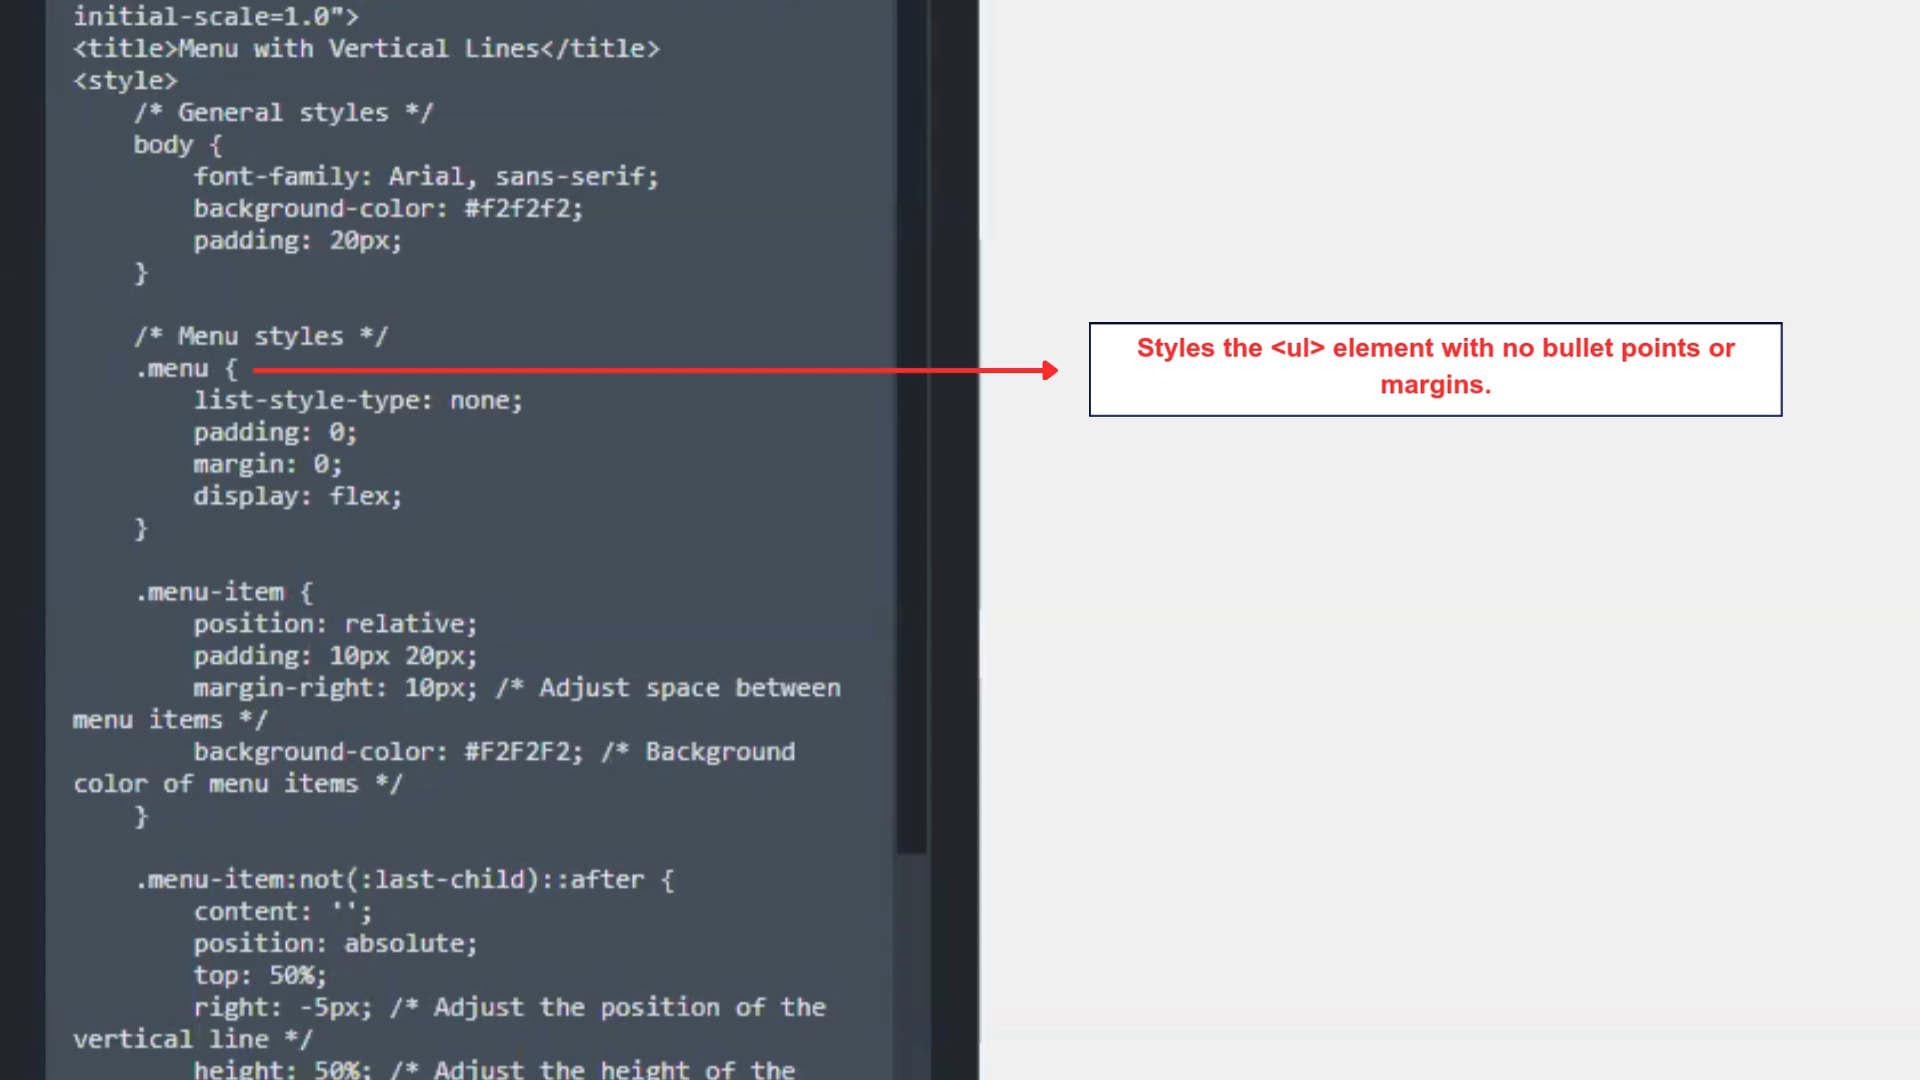 initial-scale=1.0">
<title>Menu with Vertical Lines</title>
<style>
/* General styles */
body {
font-family: Arial, sans-serif;
background-color: #f2f2f2;
padding: 20px;
}
/* Menu styles */
.menu {
list-style-type: none;
padding: 0;
margin: 0;
display: flex;
}
.menu-item {
position: relative;
padding: 10px 20px;
margin-right: 10px; /* Adjust space between
menu items */
background-color: #F2F2F2; /* Background
color of menu items */
}
.menu-item:not(:last-child)::after {
content: '';
position: absolute;
top: 50%;
right: -5px; /* Adjust the position of the
vertical line */
height: 50%; /* Adjust the height of the
Styles the <ul> element with no bullet points or
margins.